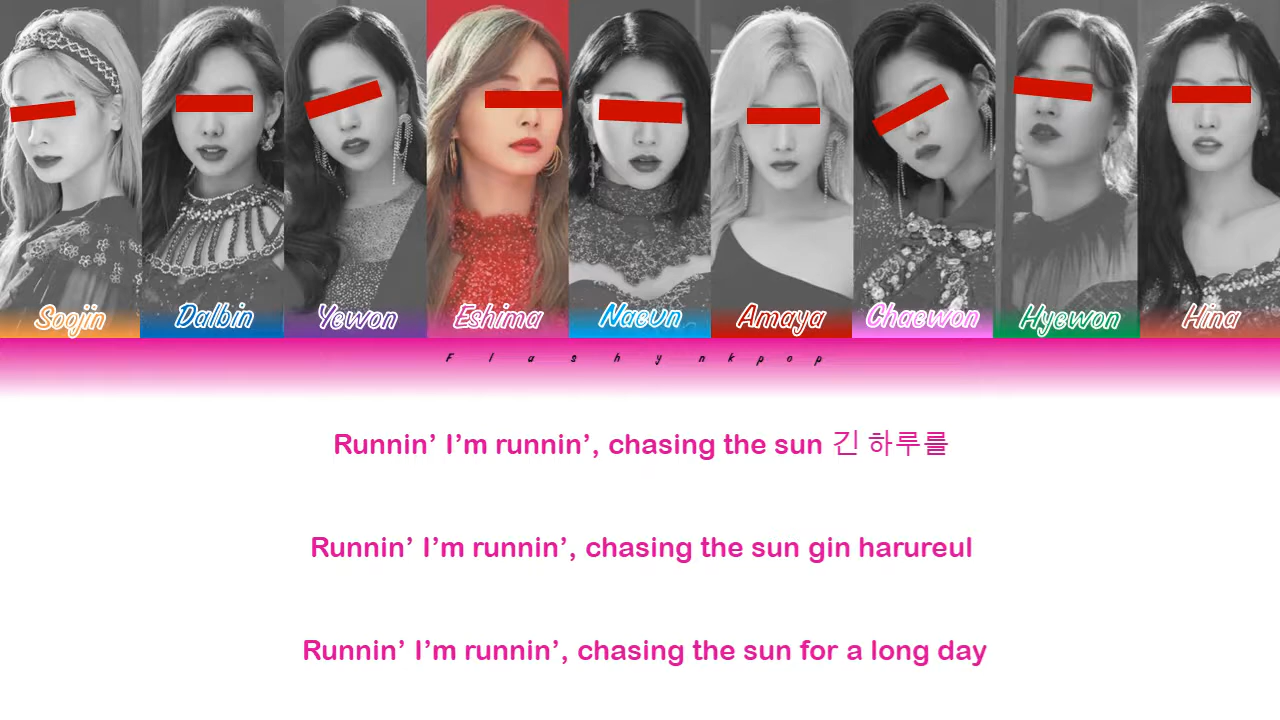 Soojin Dalbin Yewon Eshima Naeun Amaya Chaewon Hyewon Hina
Flashynkpop
Runnin’ I’m runnin’, chasing the sun 긴 하루를
Runnin’ I’m runnin’, chasing the sun gin harureul
Runnin’ I’m runnin’, chasing the sun for a long day